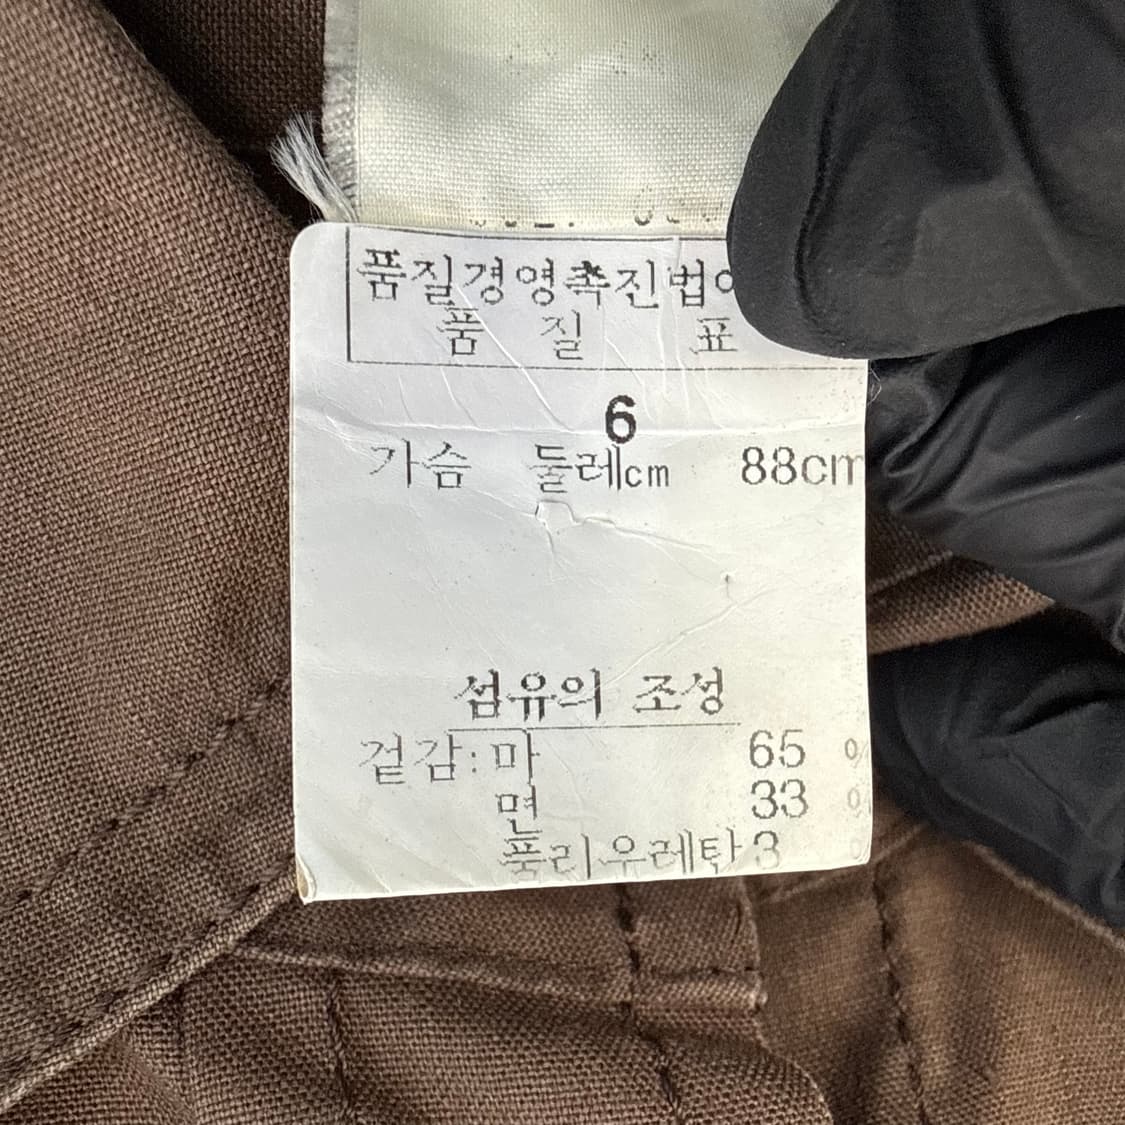 품질경영촉진법
품 질 표
6
가슴 둘레cm 88cm
섬유의 조성
겉감: 마 65 %
면 33 %
폴리우레탄 3